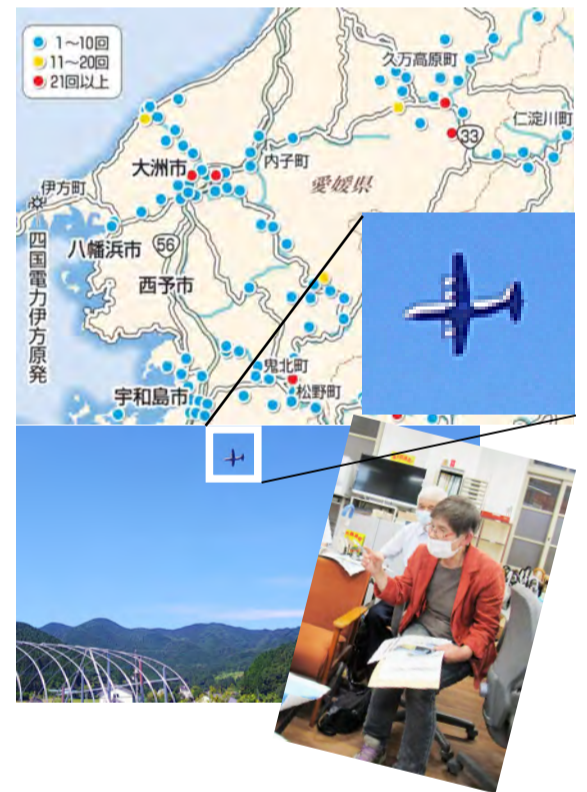 1〜10回
11〜20回
21回以上
久万高原町
仁淀川町
33
大洲市
内子町
愛媛県
伊方町
八幡浜市
56
四国電力伊方原発
西予市
鬼北町
宇和島市
松野町